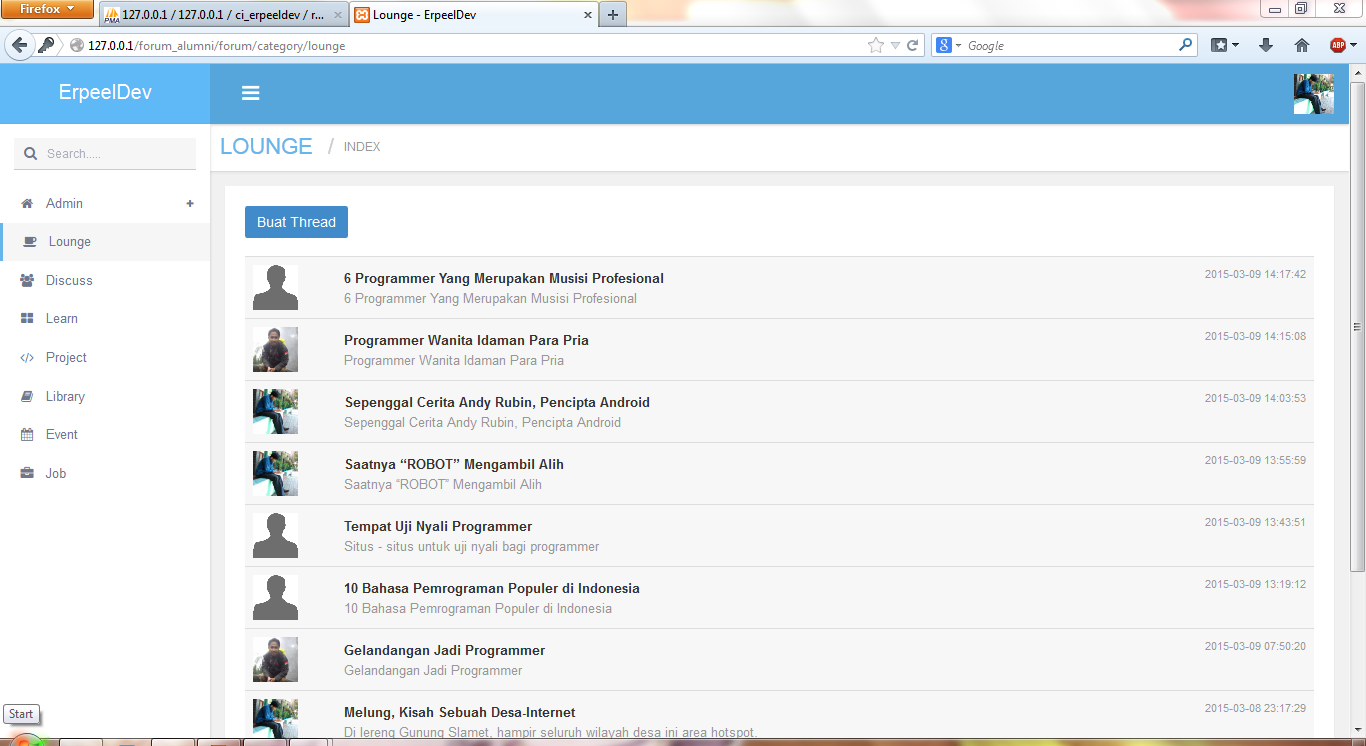 Firefox
127.0.0.1 / 127.0.0.1 / ci_erpeeldev / r...
Lounge - ErpeelDev
127.0.0.1/forum_alumni/forum/category/lounge
Google
ABP
ErpeelDev
Search.....
Admin
Lounge
Discuss
Learn
Project
Library
Event
Job
LOUNGE / INDEX
Buat Thread
6 Programmer Yang Merupakan Musisi Profesional
2015-03-09 14:17:42
6 Programmer Yang Merupakan Musisi Profesional
Programmer Wanita Idaman Para Pria
2015-03-09 14:15:08
Programmer Wanita Idaman Para Pria
Sepenggal Cerita Andy Rubin, Pencipta Android
2015-03-09 14:03:53
Sepenggal Cerita Andy Rubin, Pencipta Android
Saatnya “ROBOT” Mengambil Alih
2015-03-09 13:55:59
Saatnya “ROBOT” Mengambil Alih
Tempat Uji Nyali Programmer
2015-03-09 13:43:51
Situs - situs untuk uji nyali bagi programmer
10 Bahasa Pemrograman Populer di Indonesia
2015-03-09 13:19:12
10 Bahasa Pemrograman Populer di Indonesia
Gelandangan Jadi Programmer
2015-03-09 07:50:20
Gelandangan Jadi Programmer
Melung, Kisah Sebuah Desa-Internet
2015-03-08 23:17:29
Di lereng Gunung Slamet, hampir seluruh wilayah desa ini area hotspot.
Start